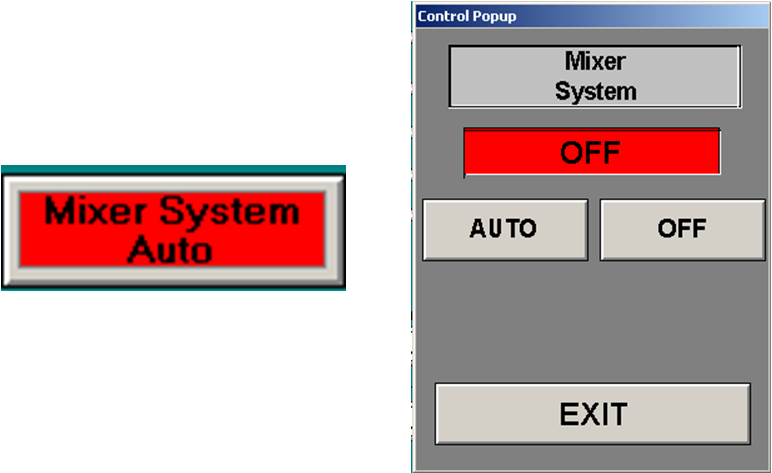 Mixer System
Auto
Control Popup
Mixer
System
OFF
AUTO
OFF
EXIT